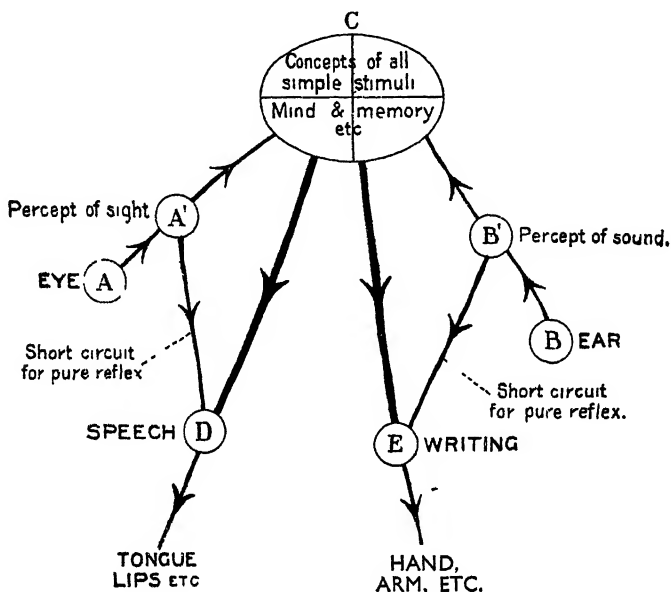 C
Concepts of all
simple stimuli
Mind & memory
etc
Percept of sight
A'
B'
Percept of sound.
EYE
A
B
EAR
Short circuit
for pure reflex
Short circuit
for pure reflex.
SPEECH
D
E
WRITING
TONGUE
LIPS ETC
HAND,
ARM, ETC.